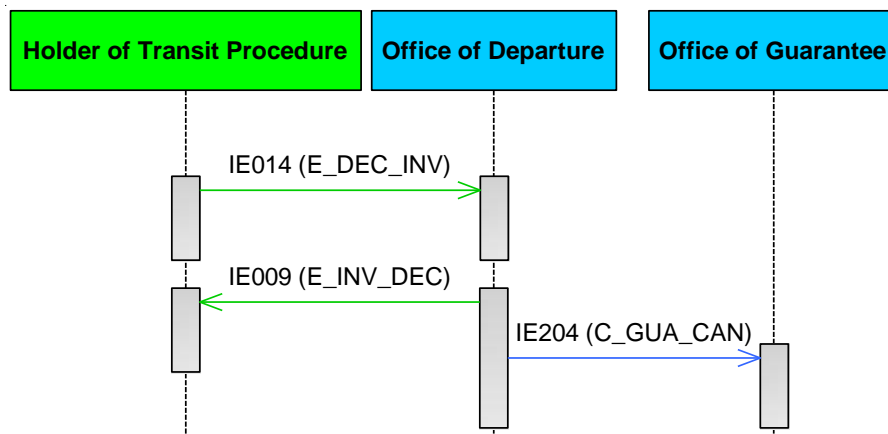 Holder of Transit Procedure
Office of Departure
Office of Guarantee
IE014 (E_DEC_INV)
IE009 (E_INV_DEC)
IE204 (C_GUA_CAN)